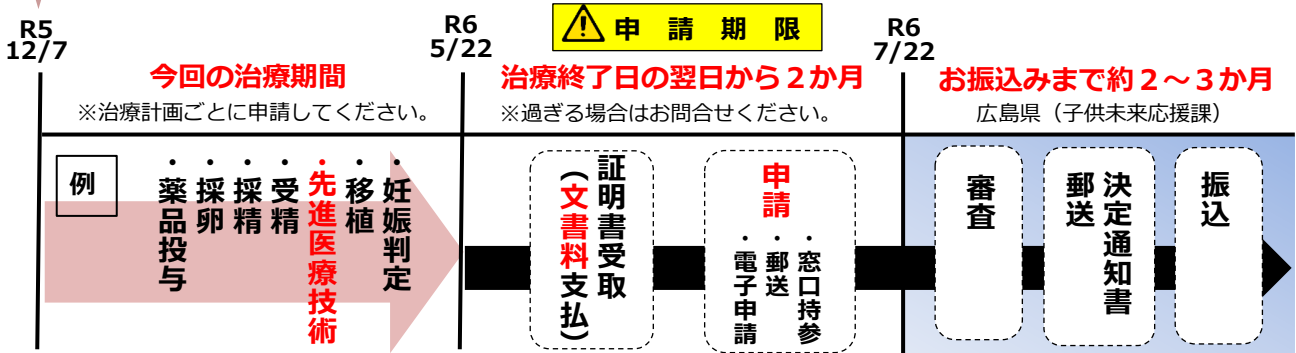 R5
12/7
R6
5/22
申請期限
R6
7/22
今回の治療期間
※治療計画ごとに申請してください。
治療終了日の翌日から２か月
※過ぎる場合はお問合せください。
お振込みまで約２～３か月
広島県（子供未来応援課）
例
・薬品投与
・採卵
・採精
・受精
・先進医療技術
・移植
・妊娠判定
証明書受取
（文書料支払）
申請
・窓口持参
・郵送
・電子申請
審査
決定通知書
郵送
振込